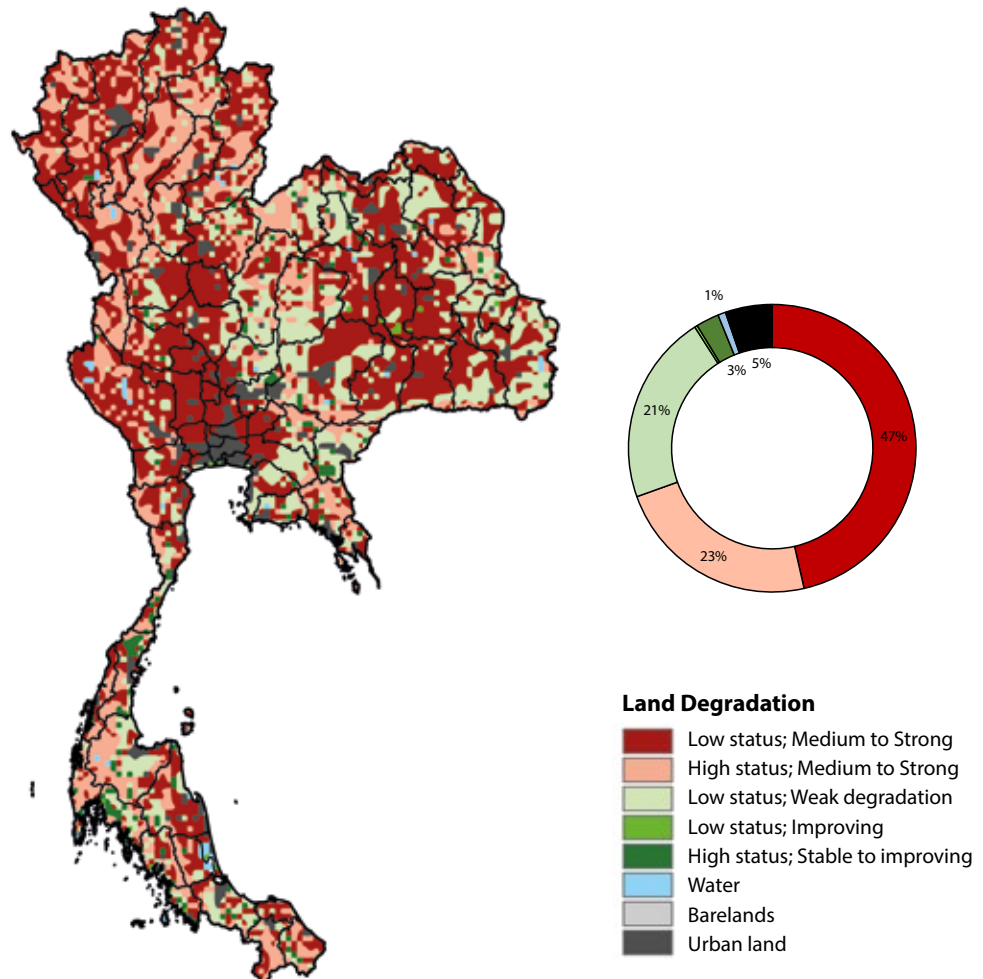 1%
3%
5%
21%
47%
23%
Land Degradation
Low status; Medium to Strong
High status; Medium to Strong
Low status; Weak degradation
Low status; Improving
High status; Stable to improving
Water
Barelands
Urban land